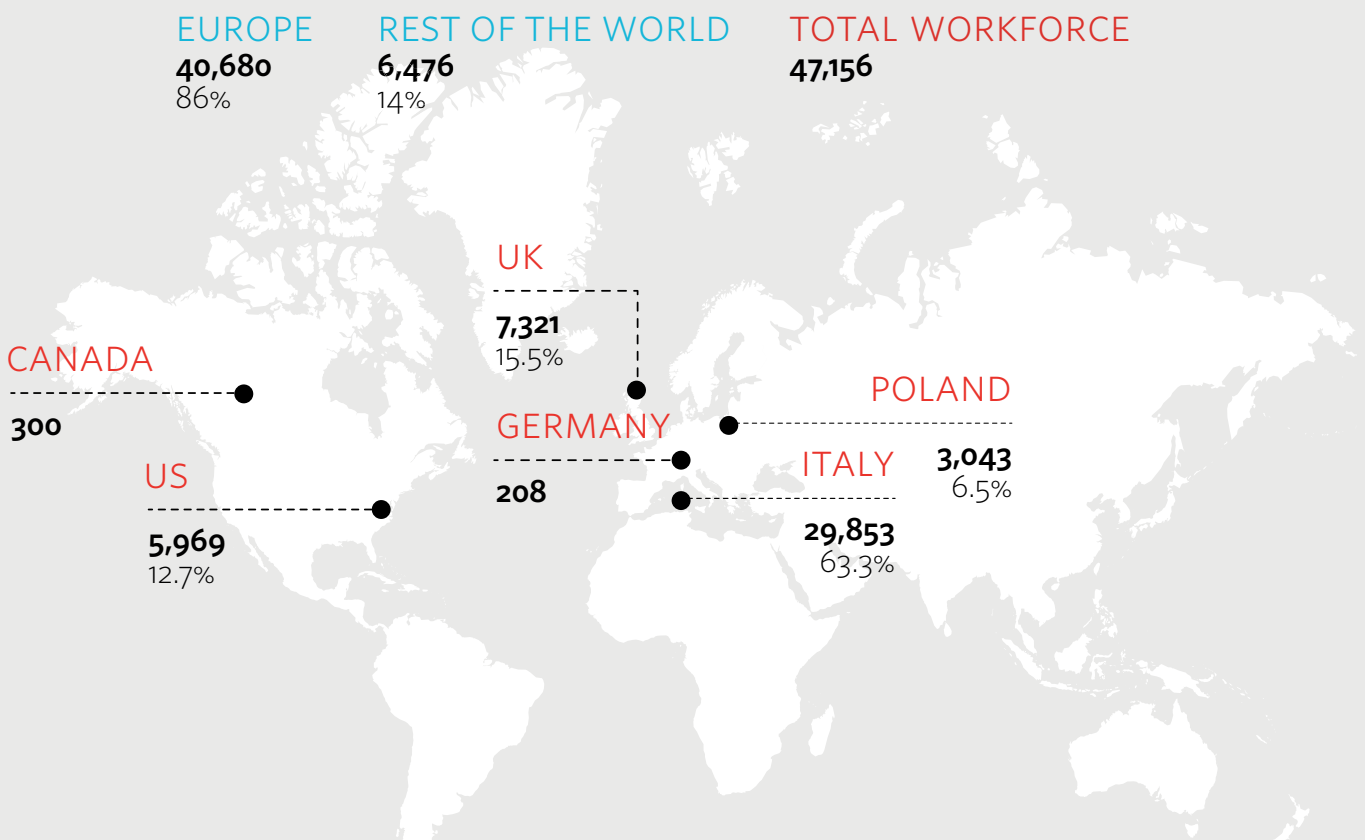 EUROPE
40,680
86%
REST OF THE WORLD
6,476
14%
TOTAL WORKFORCE
47,156
UK
7,321
15.5%
CANADA
300
POLAND
3,043
6.5%
GERMANY
208
ITALY
29,853
63.3%
US
5,969
12.7%